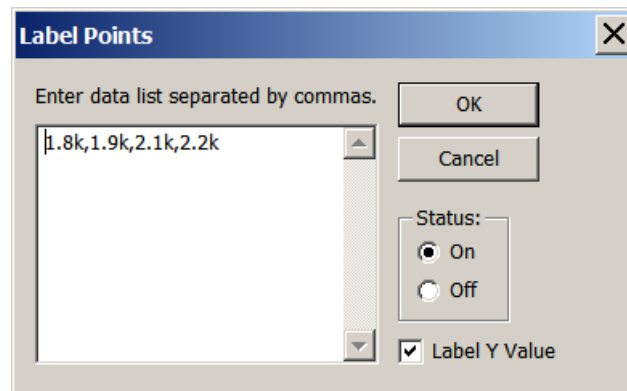 Label Points
Enter data list separated by commas.
1.8k,1.9k,2.1k,2.2k
OK
Cancel
Status:
On
Off
Label Y Value